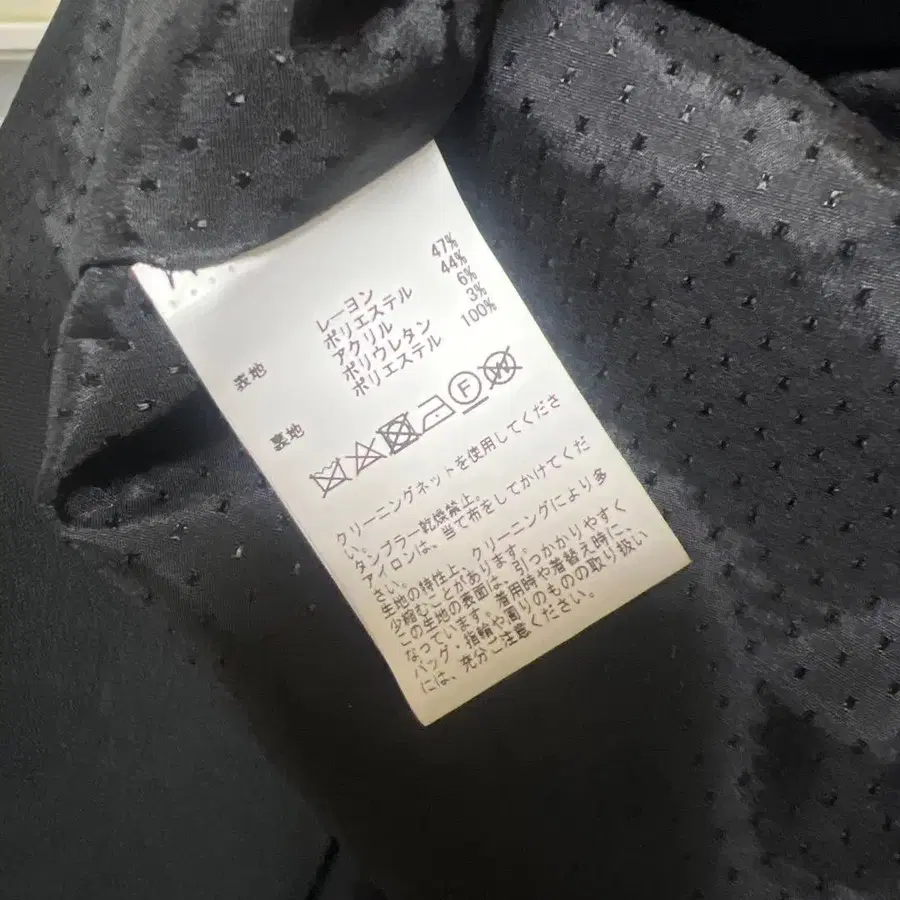 表地 レーヨン 47%
ポリエステル 44%
アクリル 6%
ポリウレタン 3%
裏地 ポリエステル 100%
F W
クリーニングネットを使用してくださ
い。
タンブラー乾燥禁止。
アイロンは、当て布をしてかけてくだ
さい。
生地の特性上、クリーニングにより多
少縮むことがあります。
この生地の表面は、引っかかりやすく
なっています。着用時や着替え時に、
バッグ・指輪や周りのものの取り扱い
には、充分ご注意ください。